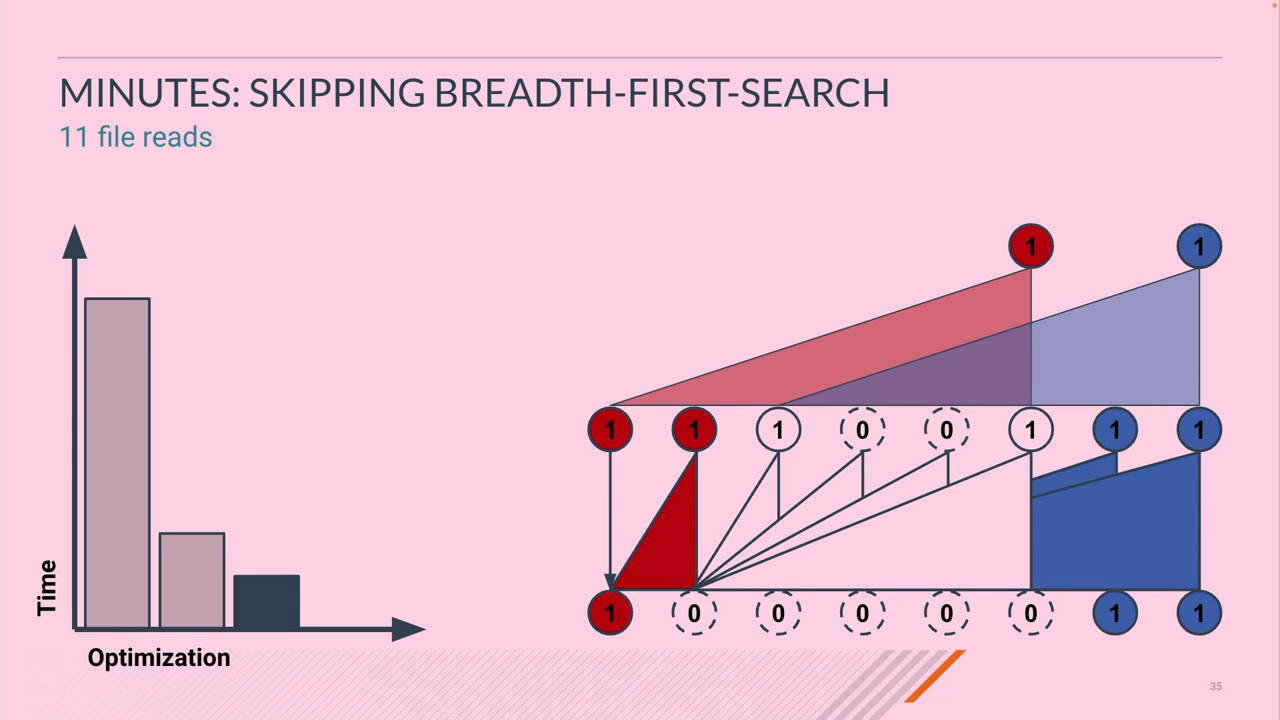 MINUTES: SKIPPING BREADTH-FIRST-SEARCH
11 file reads
1 1
1 1 1 0 0 1 1 1
1 0 0 0 0 0 1 1
Time
Optimization
35